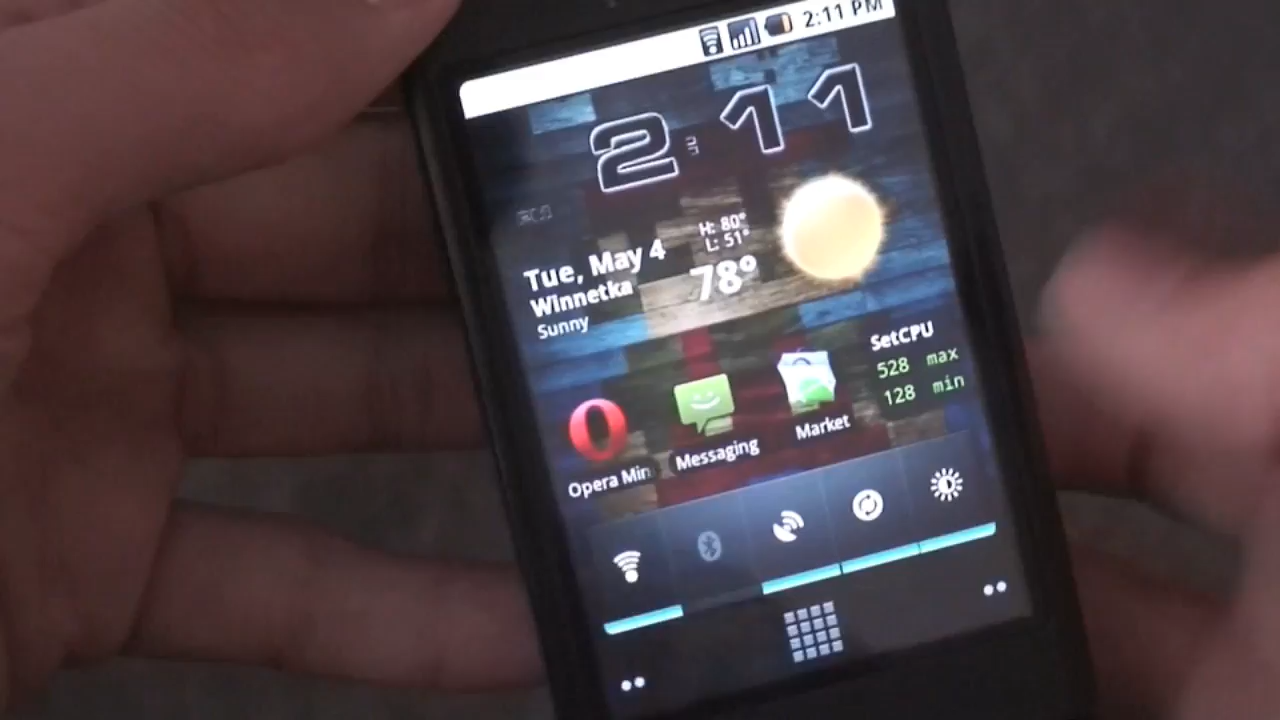 2:11 PM
2:11
H: 80°
L: 51°
Tue, May 4
78°
Winnetka
Sunny
SetCPU
528 max
128 min
Opera Min
Messaging
Market